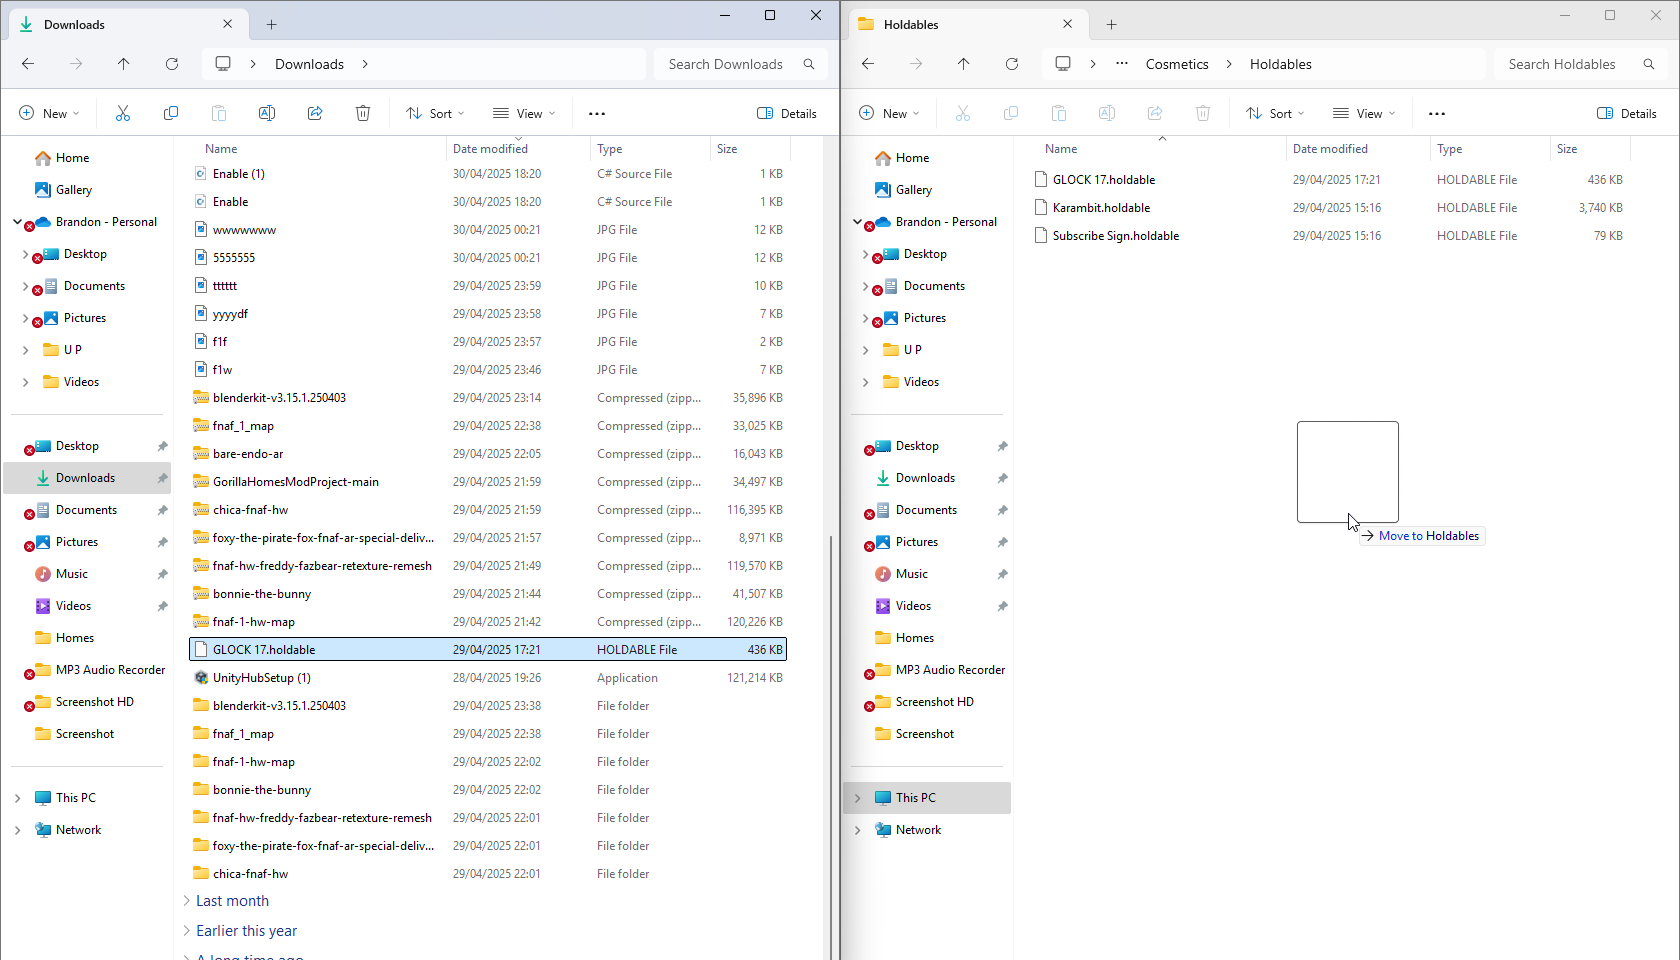 Downloads
Downloads
Search Downloads
New
Sort
View
Details
Home
Gallery
Brandon - Personal
Desktop
Documents
Pictures
U P
Videos
Desktop
Downloads
Documents
Pictures
Music
Videos
Homes
MP3 Audio Recorder
Screenshot HD
Screenshot
This PC
Network
Name Date modified Type Size
Enable (1) 30/04/2025 18:20 C# Source File 1 KB
Enable 30/04/2025 18:20 C# Source File 1 KB
wwwwwww 30/04/2025 00:21 JPG File 12 KB
5555555 30/04/2025 00:21 JPG File 12 KB
tttttt 29/04/2025 23:59 JPG File 10 KB
yyyydf 29/04/2025 23:58 JPG File 7 KB
f1f 29/04/2025 23:57 JPG File 2 KB
f1w 29/04/2025 23:46 JPG File 7 KB
blenderkit-v3.15.1.250403 29/04/2025 23:14 Compressed (zipp... 35,896 KB
fnaf_1_map 29/04/2025 22:38 Compressed (zipp... 33,025 KB
bare-endo-ar 29/04/2025 22:05 Compressed (zipp... 16,043 KB
GorillaHomesModProject-main 29/04/2025 21:59 Compressed (zipp... 34,497 KB
chica-fnaf-hw 29/04/2025 21:59 Compressed (zipp... 116,395 KB
foxy-the-pirate-fox-fnaf-ar-special-deliv... 29/04/2025 21:57 Compressed (zipp... 8,971 KB
fnaf-hw-freddy-fazbear-retexture-remesh 29/04/2025 21:49 Compressed (zipp... 119,570 KB
bonnie-the-bunny 29/04/2025 21:44 Compressed (zipp... 41,507 KB
fnaf-1-hw-map 29/04/2025 21:42 Compressed (zipp... 120,226 KB
GLOCK 17.holdable 29/04/2025 17:21 HOLDABLE File 436 KB
UnityHubSetup (1) 28/04/2025 19:26 Application 121,214 KB
blenderkit-v3.15.1.250403 29/04/2025 23:38 File folder
fnaf_1_map 29/04/2025 22:38 File folder
fnaf-1-hw-map 29/04/2025 22:02 File folder
bonnie-the-bunny 29/04/2025 22:02 File folder
fnaf-hw-freddy-fazbear-retexture-remesh 29/04/2025 22:01 File folder
foxy-the-pirate-fox-fnaf-ar-special-deliv... 29/04/2025 22:01 File folder
chica-fnaf-hw 29/04/2025 22:01 File folder
Last month
Earlier this year
A long time ago
Holdables
... Cosmetics Holdables
Search Holdables
New
Sort
View
Details
Home
Gallery
Brandon - Personal
Desktop
Documents
Pictures
U P
Videos
Desktop
Downloads
Documents
Pictures
Music
Videos
Homes
MP3 Audio Recorder
Screenshot HD
Screenshot
This PC
Network
Name Date modified Type Size
GLOCK 17.holdable 29/04/2025 17:21 HOLDABLE File 436 KB
Karambit.holdable 29/04/2025 15:16 HOLDABLE File 3,740 KB
Subscribe Sign.holdable 29/04/2025 15:16 HOLDABLE File 79 KB
Move to Holdables